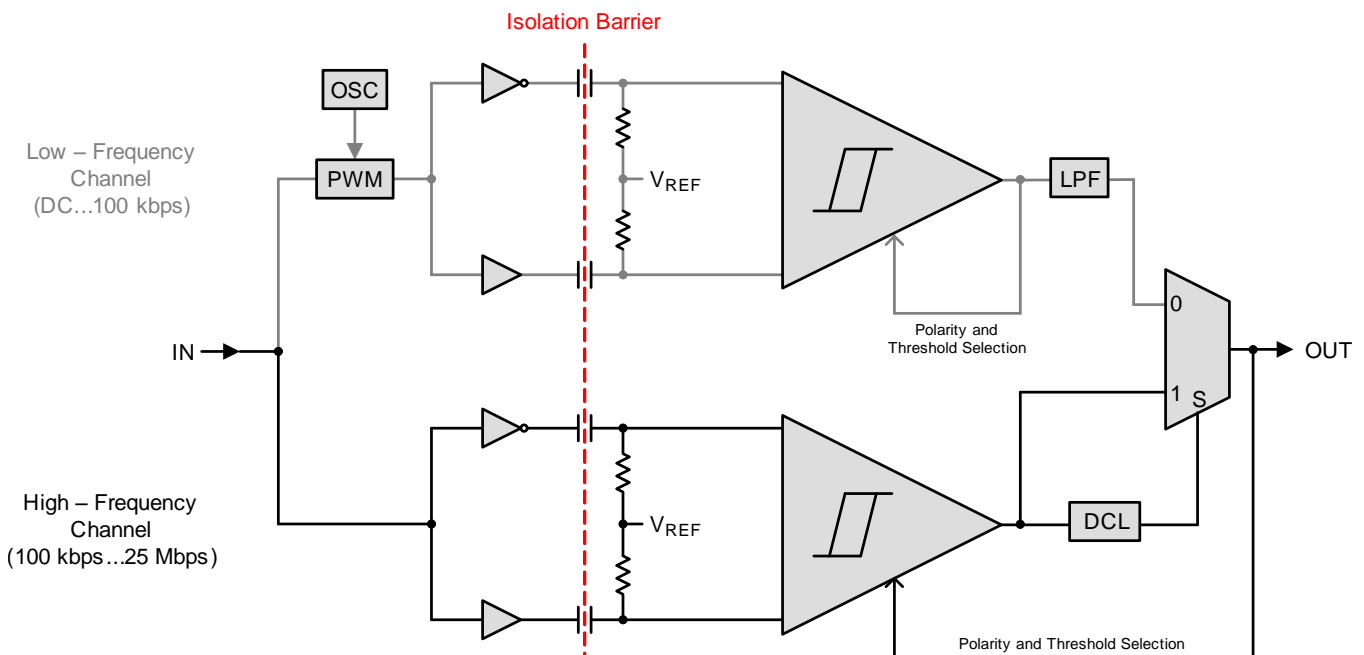 Isolation Barrier
OSC
Low – Frequency
Channel
(DC...100 kbps)
PWM
VREF
LPF
Polarity and
Threshold Selection
0
IN
OUT
1
S
High – Frequency
Channel
(100 kbps...25 Mbps)
VREF
DCL
Polarity and Threshold Selection